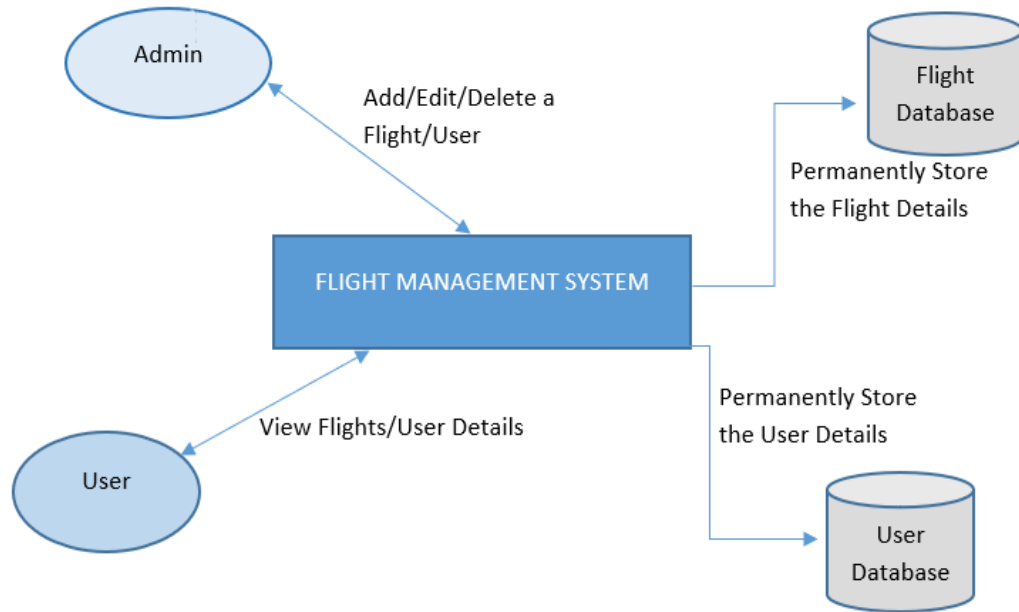 Admin
Add/Edit/Delete a
Flight/User
Flight
Database
Permanently Store
the Flight Details
FLIGHT MANAGEMENT SYSTEM
View Flights/User Details
Permanently Store
the User Details
User
User
Database